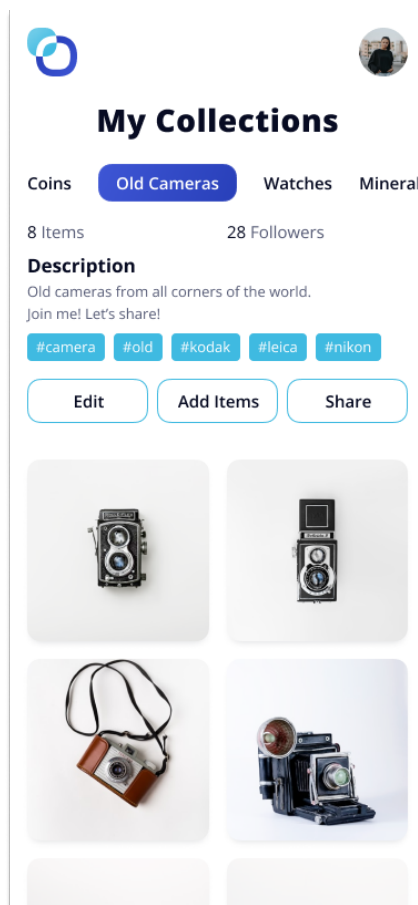 My Collections
Coins Old Cameras Watches Mineral
8 Items 28 Followers
Description
Old cameras from all corners of the world.
Join me! Let’s share!
#camera #old #kodak #leica #nikon
Edit Add Items Share